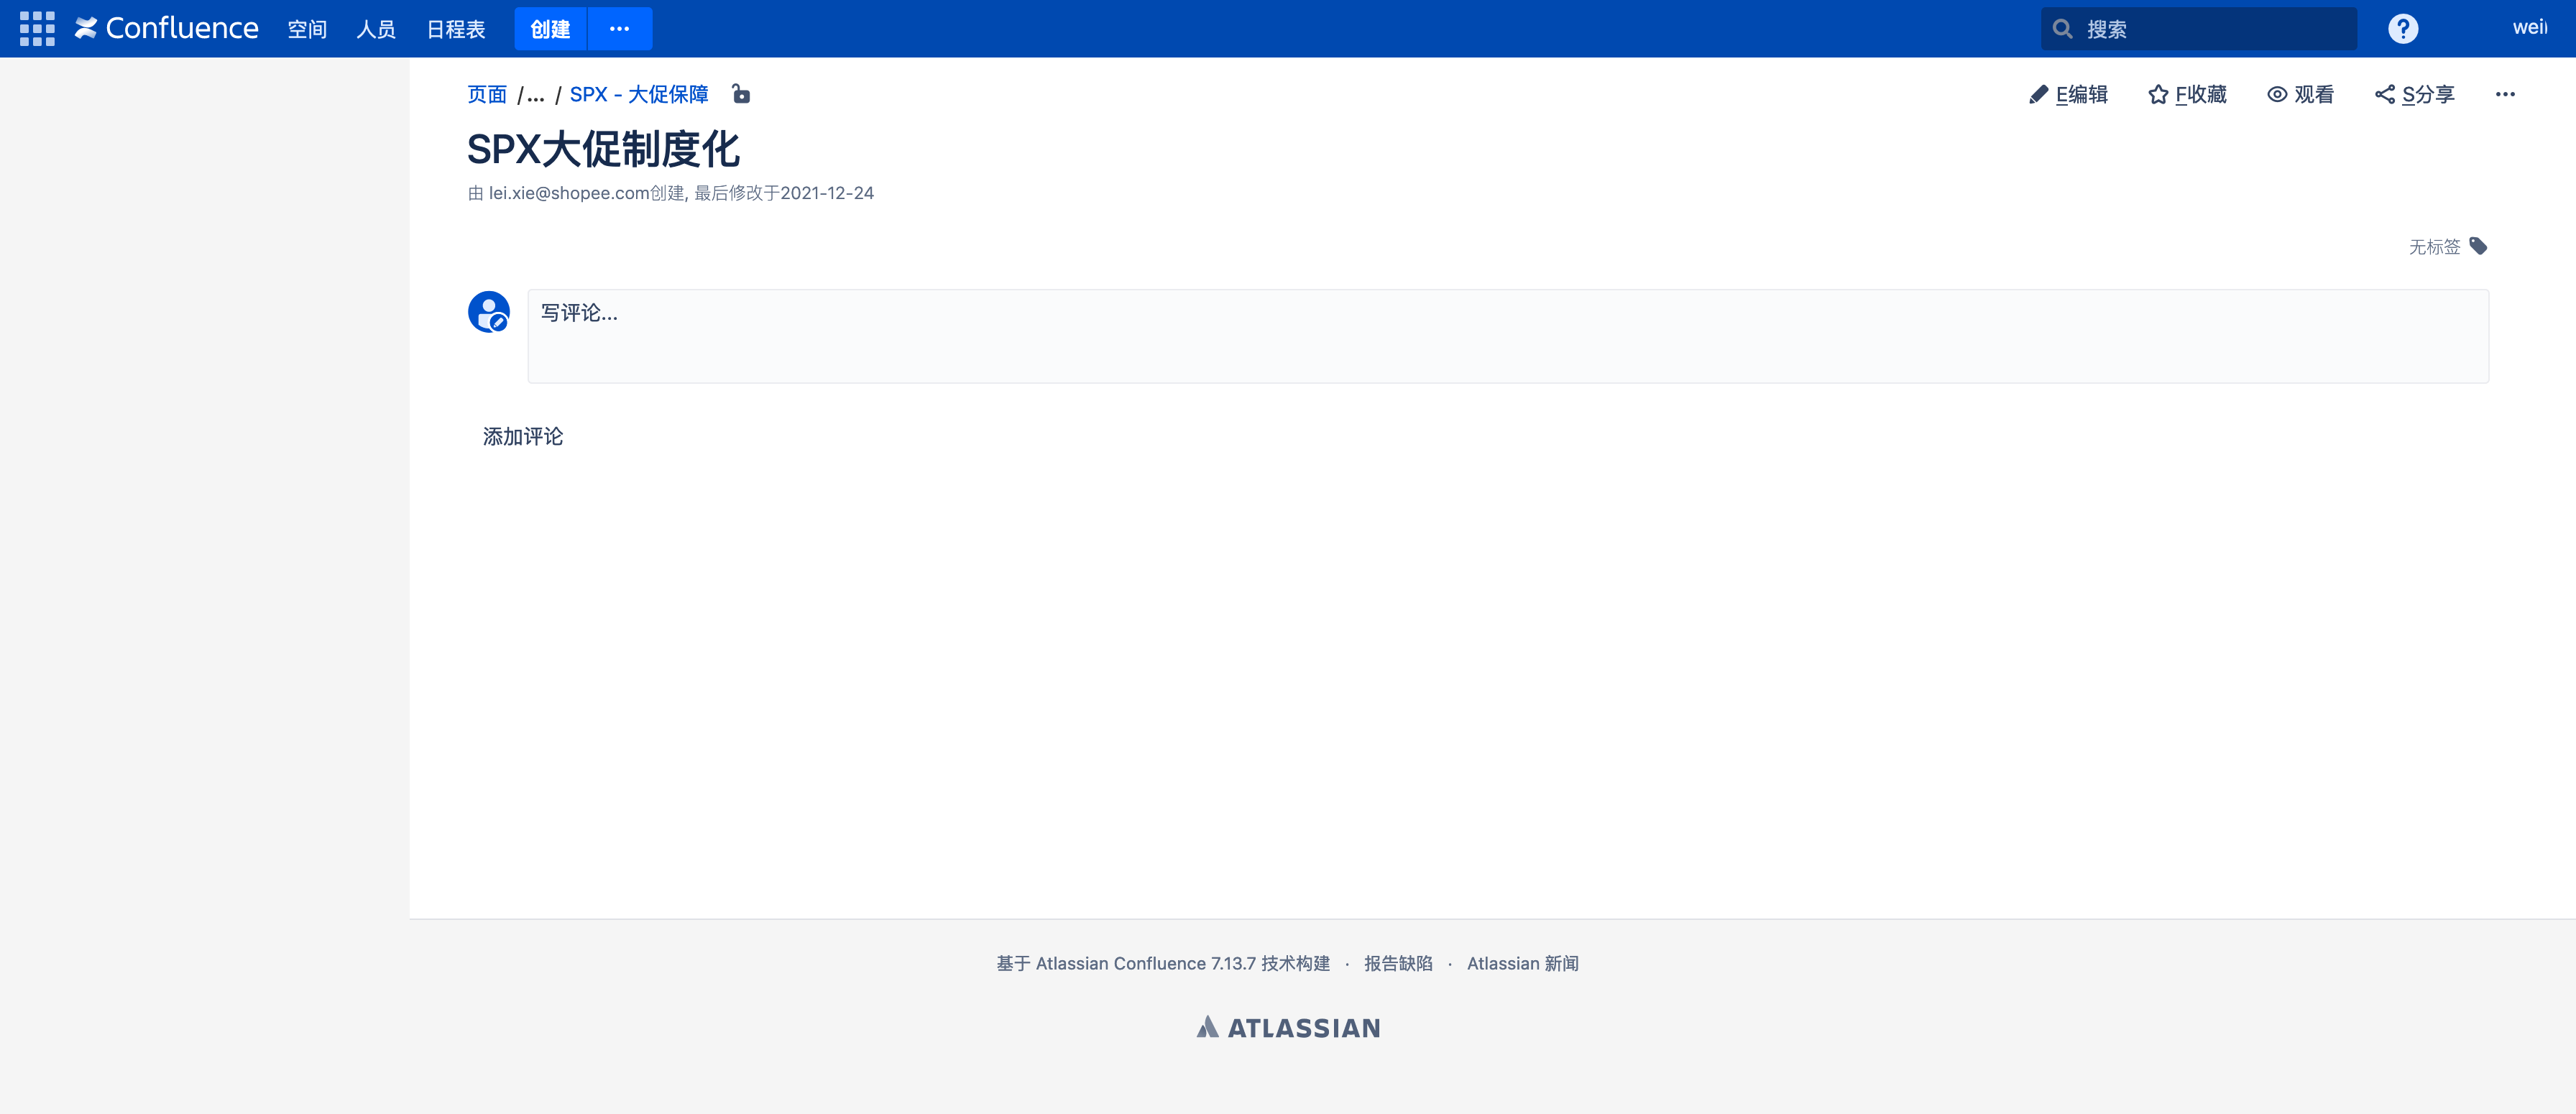 Confluence 空间 人员 日程表 创建 ··· 搜索 ? weil
页面 /... / SPX - 大促保障 E编辑 F收藏 观看 S分享 ···
SPX大促制度化
由 lei.xie@shopee.com创建, 最后修改于2021-12-24
无标签
写评论...
添加评论
基于 Atlassian Confluence 7.13.7 技术构建 · 报告缺陷 · Atlassian 新闻
ATLASSIAN